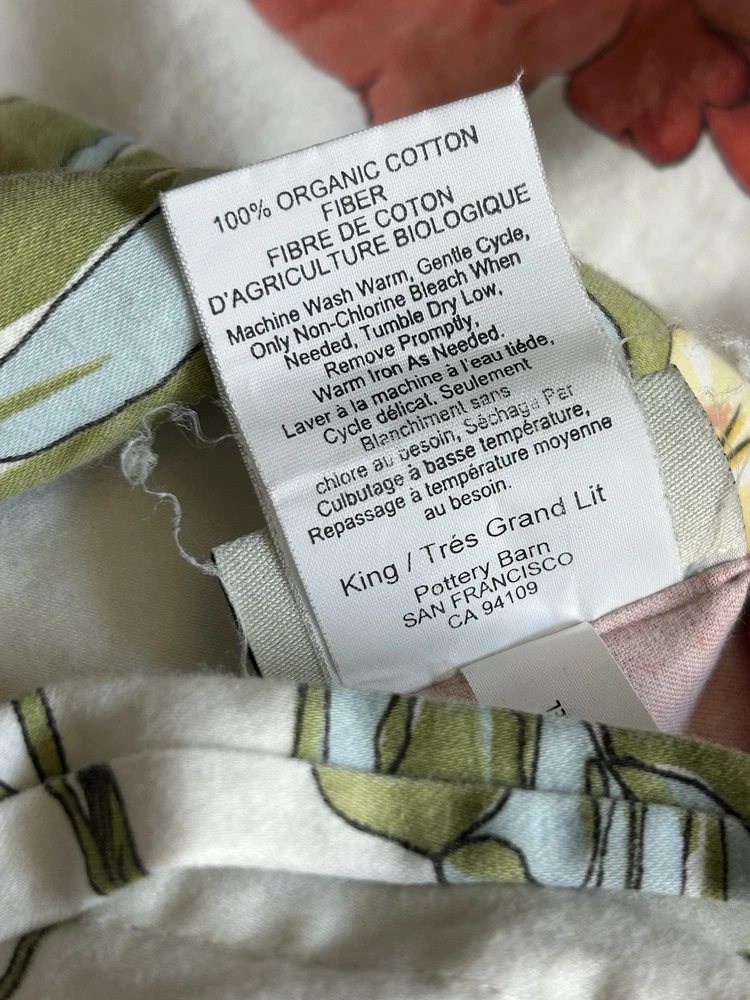 100% ORGANIC COTTON
FIBER
FIBRE DE COTON
D'AGRICULTURE BIOLOGIQUE
Machine Wash Warm, Gentle Cycle,
Only Non-Chlorine Bleach When
Needed, Tumble Dry Low,
Remove Promptly,
Warm Iron As Needed.
Laver à la machine à l'eau tiéde,
Cycle délicat. Seulement
Blanchiment sans
chlore au besoin, Séchaga Par
Culbutage à basse température,
Repassage à température moyenne
au besoin.
King / Trés Grand Lit
Pottery Barn
SAN FRANCISCO
CA 94109